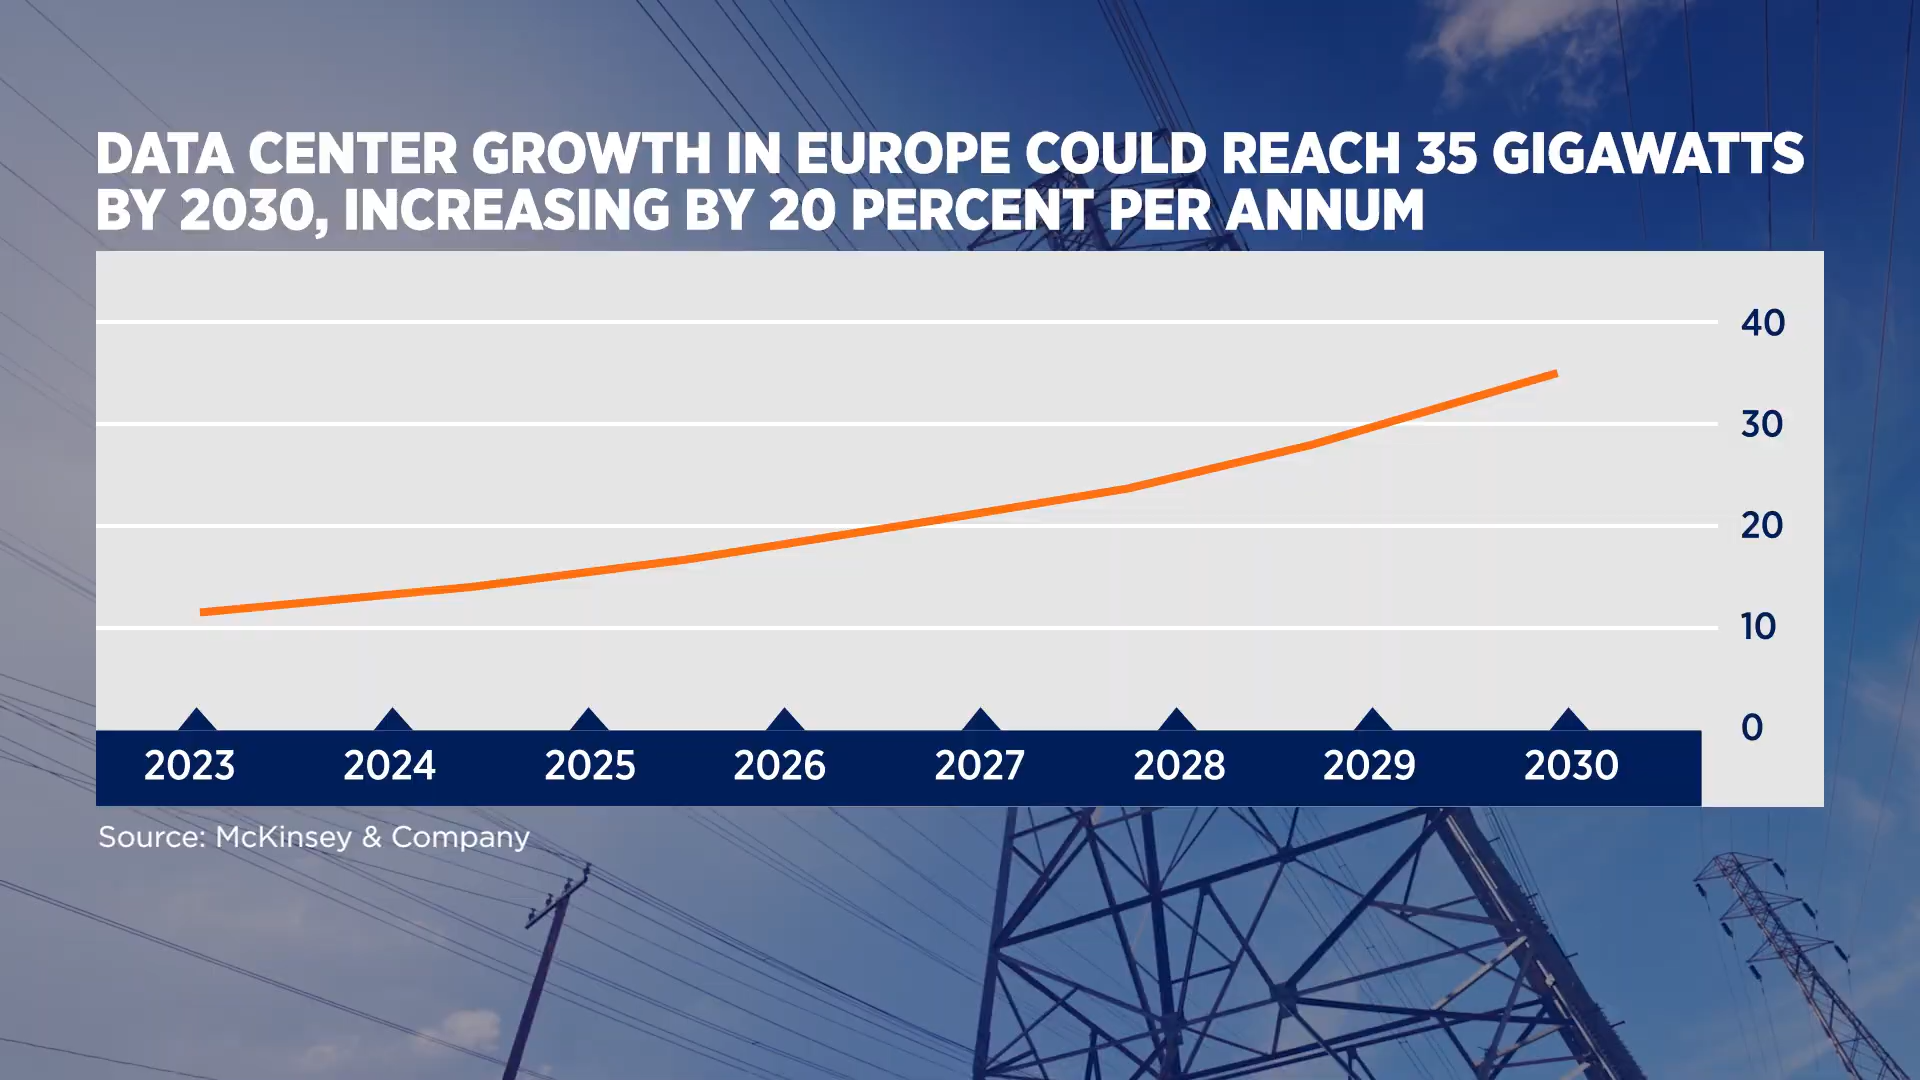 DATA CENTER GROWTH IN EUROPE COULD REACH 35 GIGAWATTS
BY 2030, INCREASING BY 20 PERCENT PER ANNUM
40
30
20
10
0
2023 2024 2025 2026 2027 2028 2029 2030
Source: McKinsey & Company